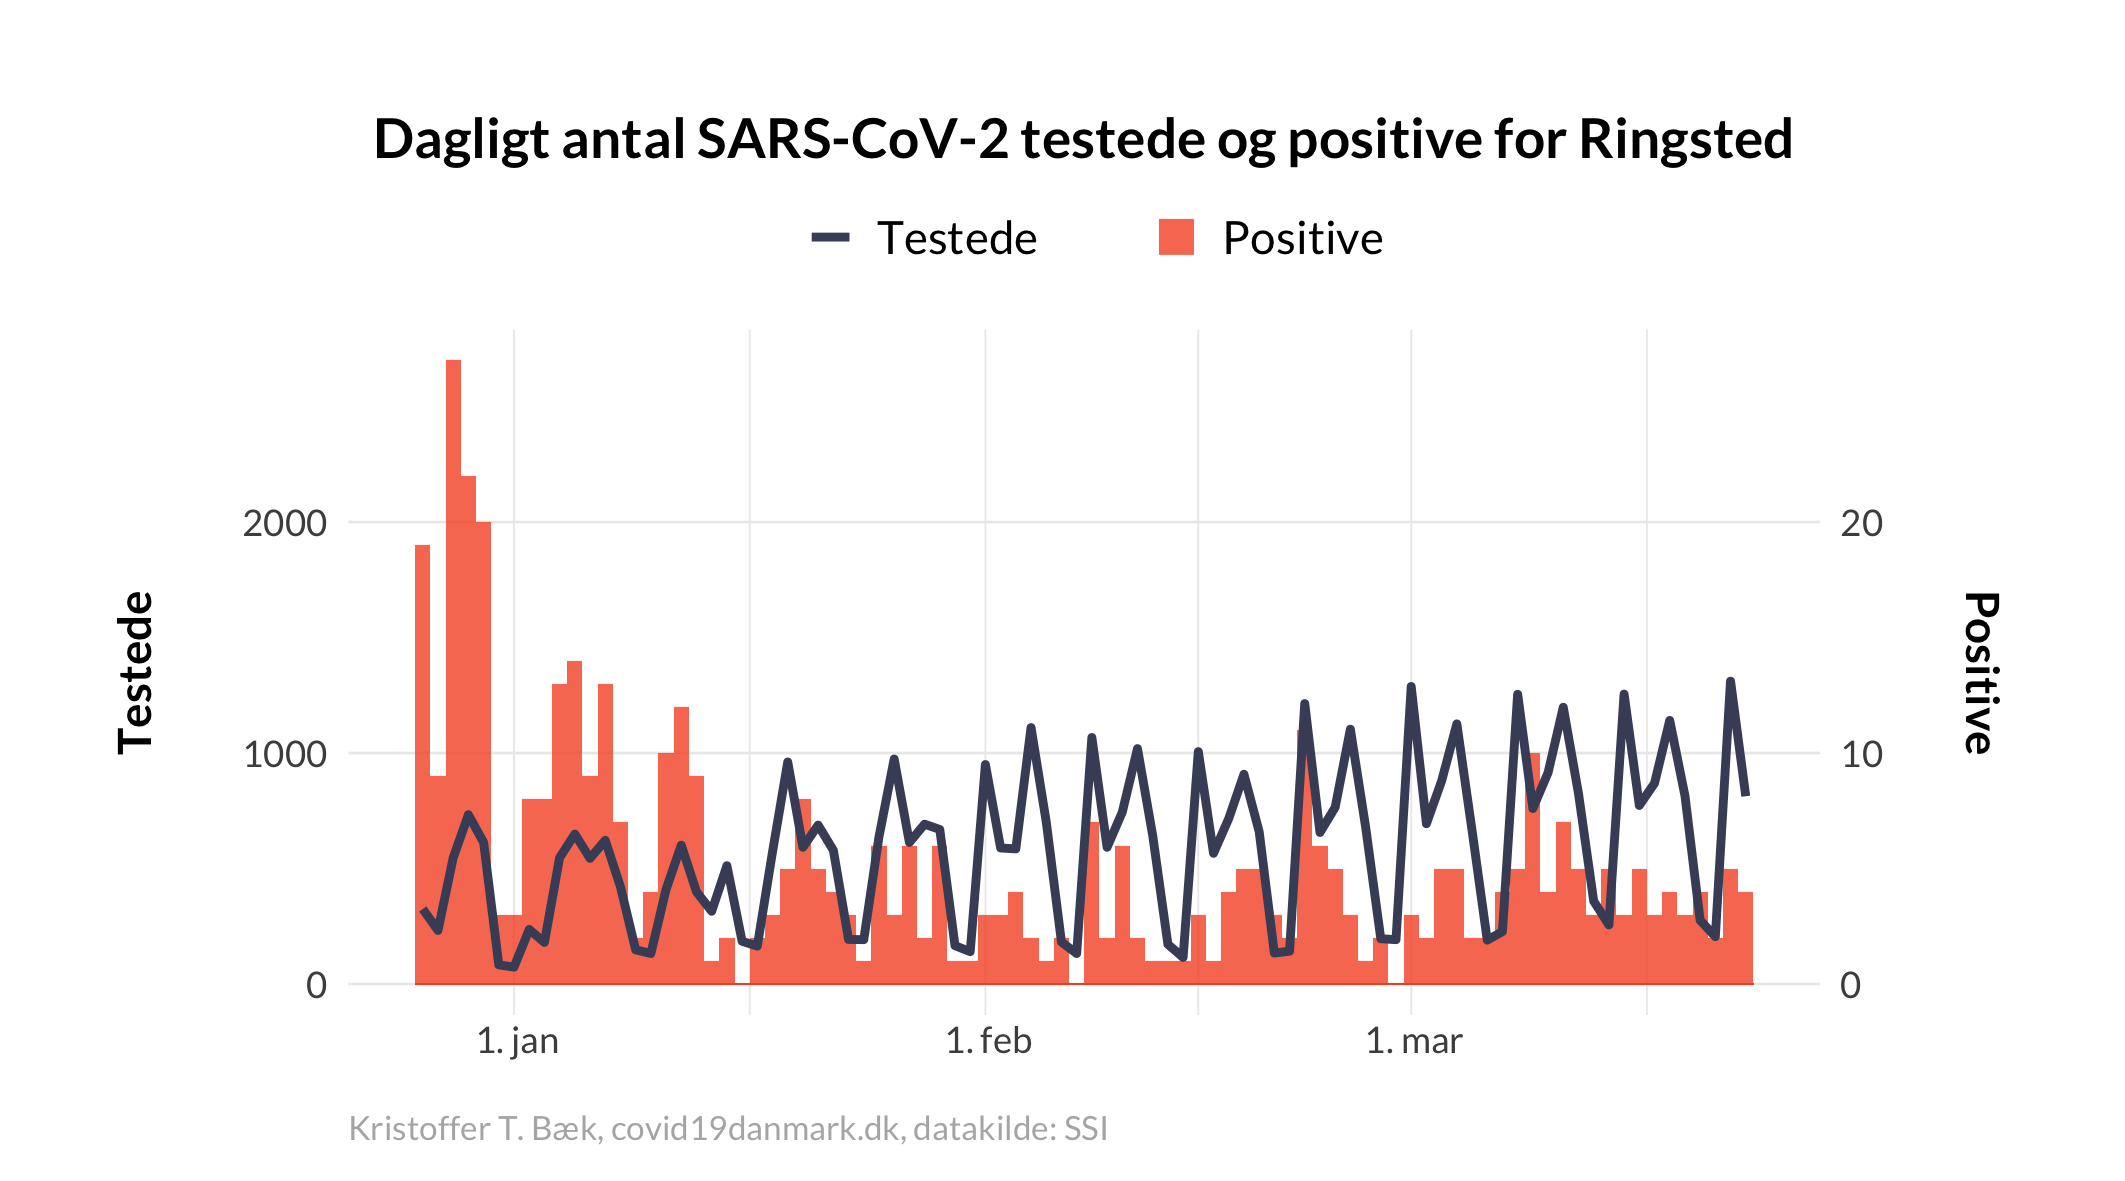 Dagligt antal SARS-CoV-2 testede og positive for Ringsted
Testede
Positive
Testede
2000
1000
0
20
10
0
Positive
1. jan
1. feb
1. mar
Kristoffer T. Bæk, covid19danmark.dk, datakilde: SSI